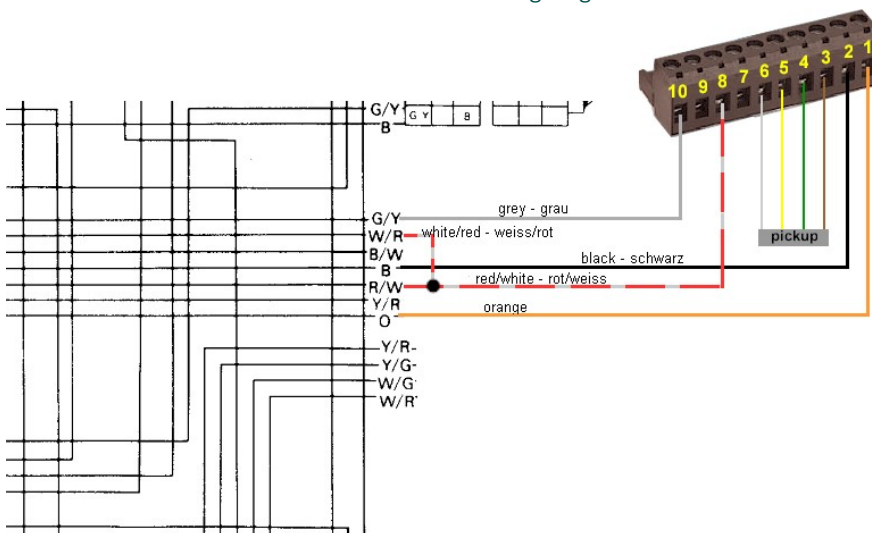 10 9 8 7 6 5 4 3 2 1
G/Y
G Y B
B
G/Y grey - grau
W/R white/red - weiss/rot
pickup
B/W
B black - schwarz
R/W red/white - rot/weiss
Y/R
O orange
Y/R
Y/G
W/G
W/R